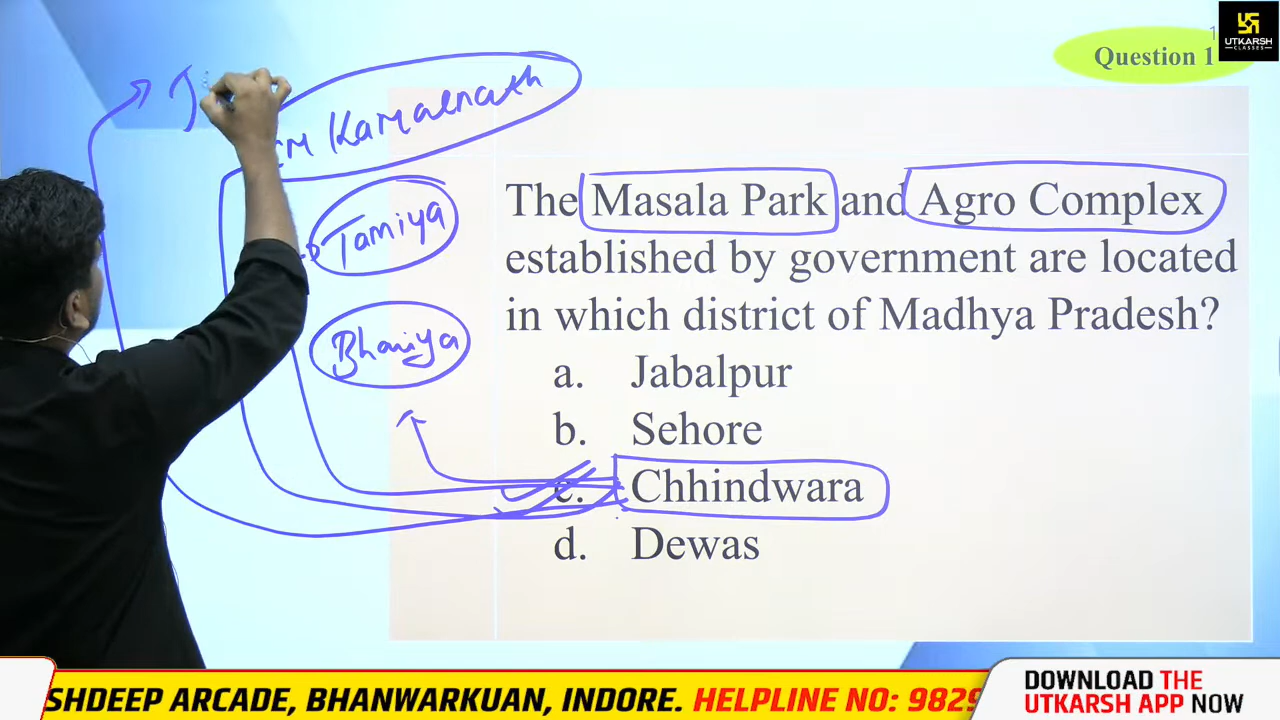 UTKARSH
CLASSES
Question 1
CM Kamalnath
Tamiya
Bhariya
The Masala Park and Agro Complex
established by government are located
in which district of Madhya Pradesh?
a. Jabalpur
b. Sehore
c. Chhindwara
d. Dewas
SHDEEP ARCADE, BHANWARKUAN, INDORE. HELPLINE NO: 9829
DOWNLOAD THE
UTKARSH APP NOW